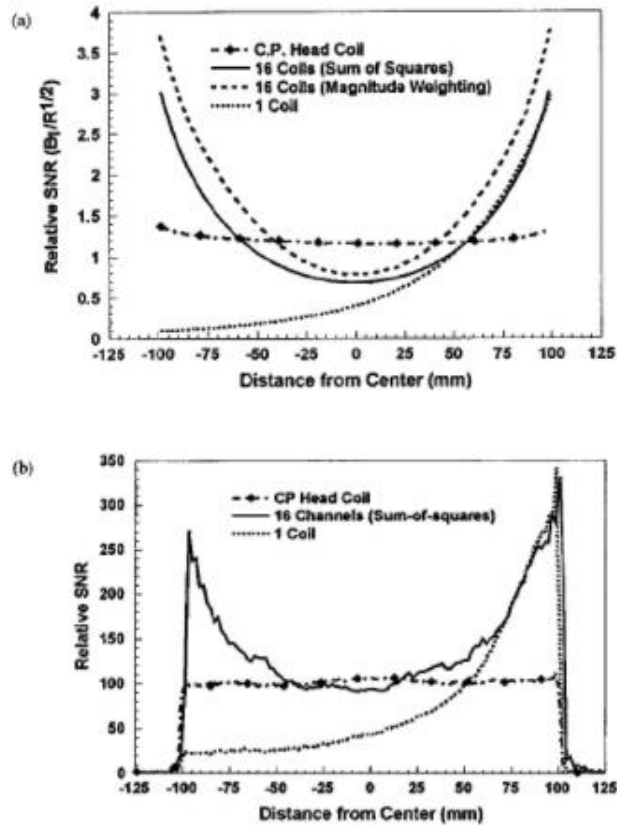 (a)
C.P. Head Coil
16 Coils (Sum of Squares)
16 Coils (Magnitude Weighting)
1 Coil
Relative SNR (B1/R1/2)
4
3.5
3
2.5
2
1.5
1
0.5
0
-125 -100 -75 -50 -25 0 25 50 75 100 125
Distance from Center (mm)
(b)
CP Head Coil
16 Channels (Sum-of-squares)
1 Coil
Relative SNR
350
300
250
200
150
100
50
0
-125 -100 -75 -50 -25 0 25 50 75 100 125
Distance from Center (mm)